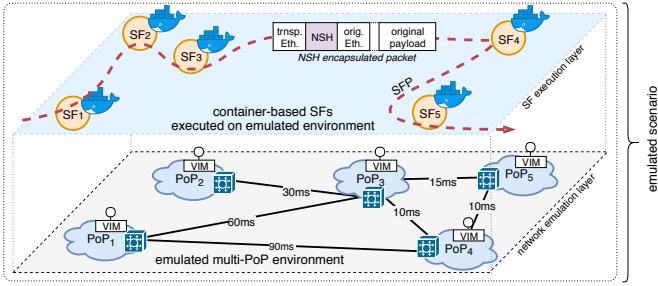 SF2
trnsp.
Eth.
NSH
orig.
Eth.
original
payload
SF3
NSH encapsulated packet
SF4
SFP
SF1
SF5
container-based SFs
executed on emulated environment
SF execution layer
VIM
PoP2
VIM
PoP3
VIM
PoP5
30ms
15ms
60ms
10ms
10ms
VIM
PoP1
VIM
PoP4
90ms
emulated multi-PoP environment
network emulation layer
emulated scenario